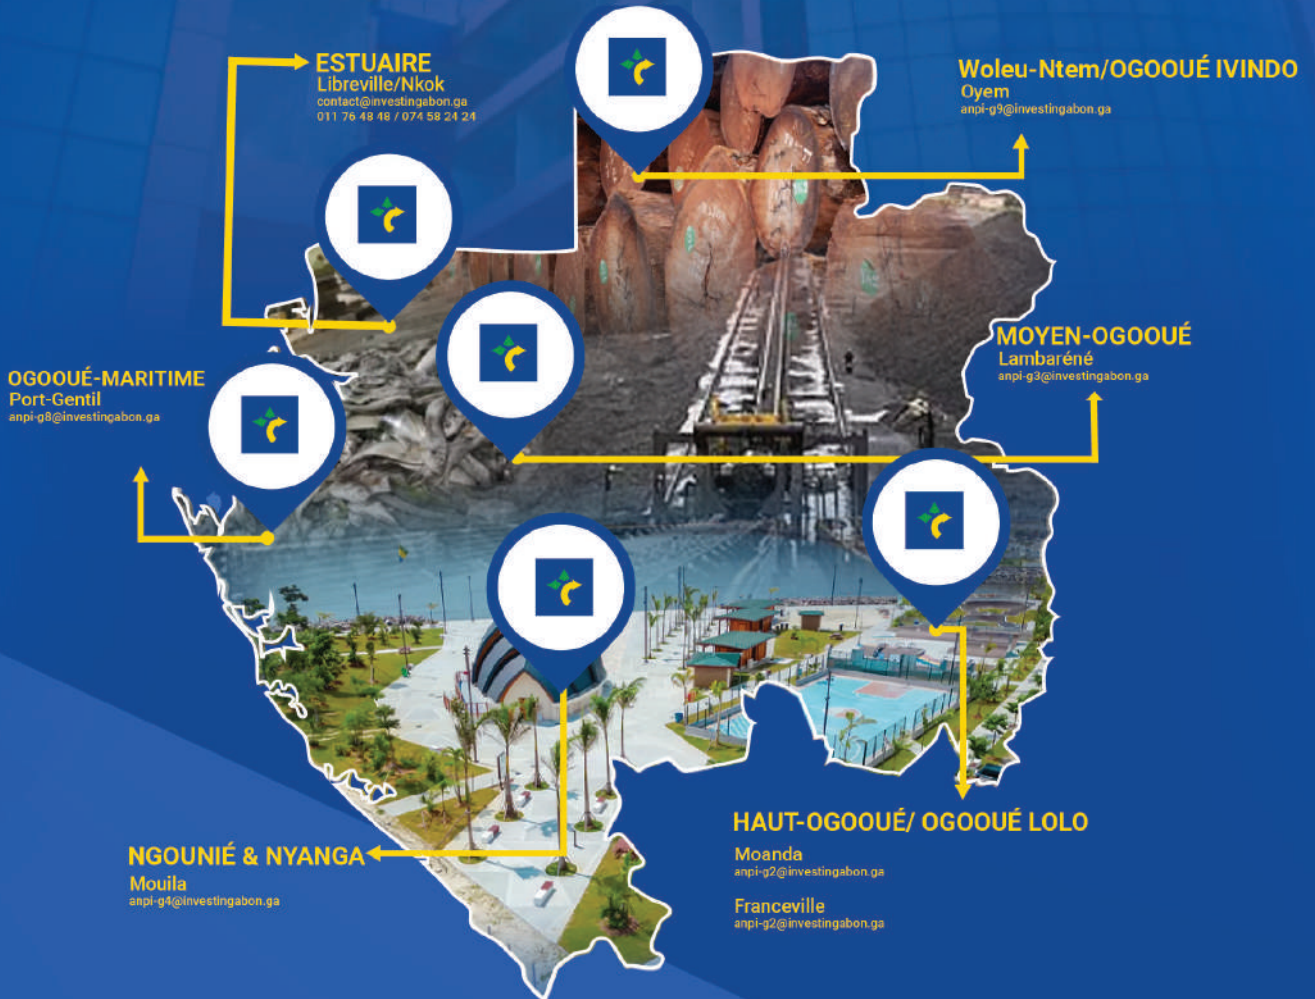 ESTUAIRE
Libreville/Nkok
contact@investingabon.ga
011 76 48 48 / 074 58 24 24
Woleu-Ntem/OGOOUÉ IVINDO
Oyem
anpi-g9@investingabon.ga
MOYEN-OGOOUÉ
Lambaréné
anpi-g3@investingabon.ga
OGOOUÉ-MARITIME
Port-Gentil
anpi-g8@investingabon.ga
HAUT-OGOOUÉ/ OGOOUÉ LOLO
Moanda
anpi-g2@investingabon.ga
Franceville
anpi-g2@investingabon.ga
NGOUNIÉ & NYANGA
Mouila
anpi-g4@investingabon.ga